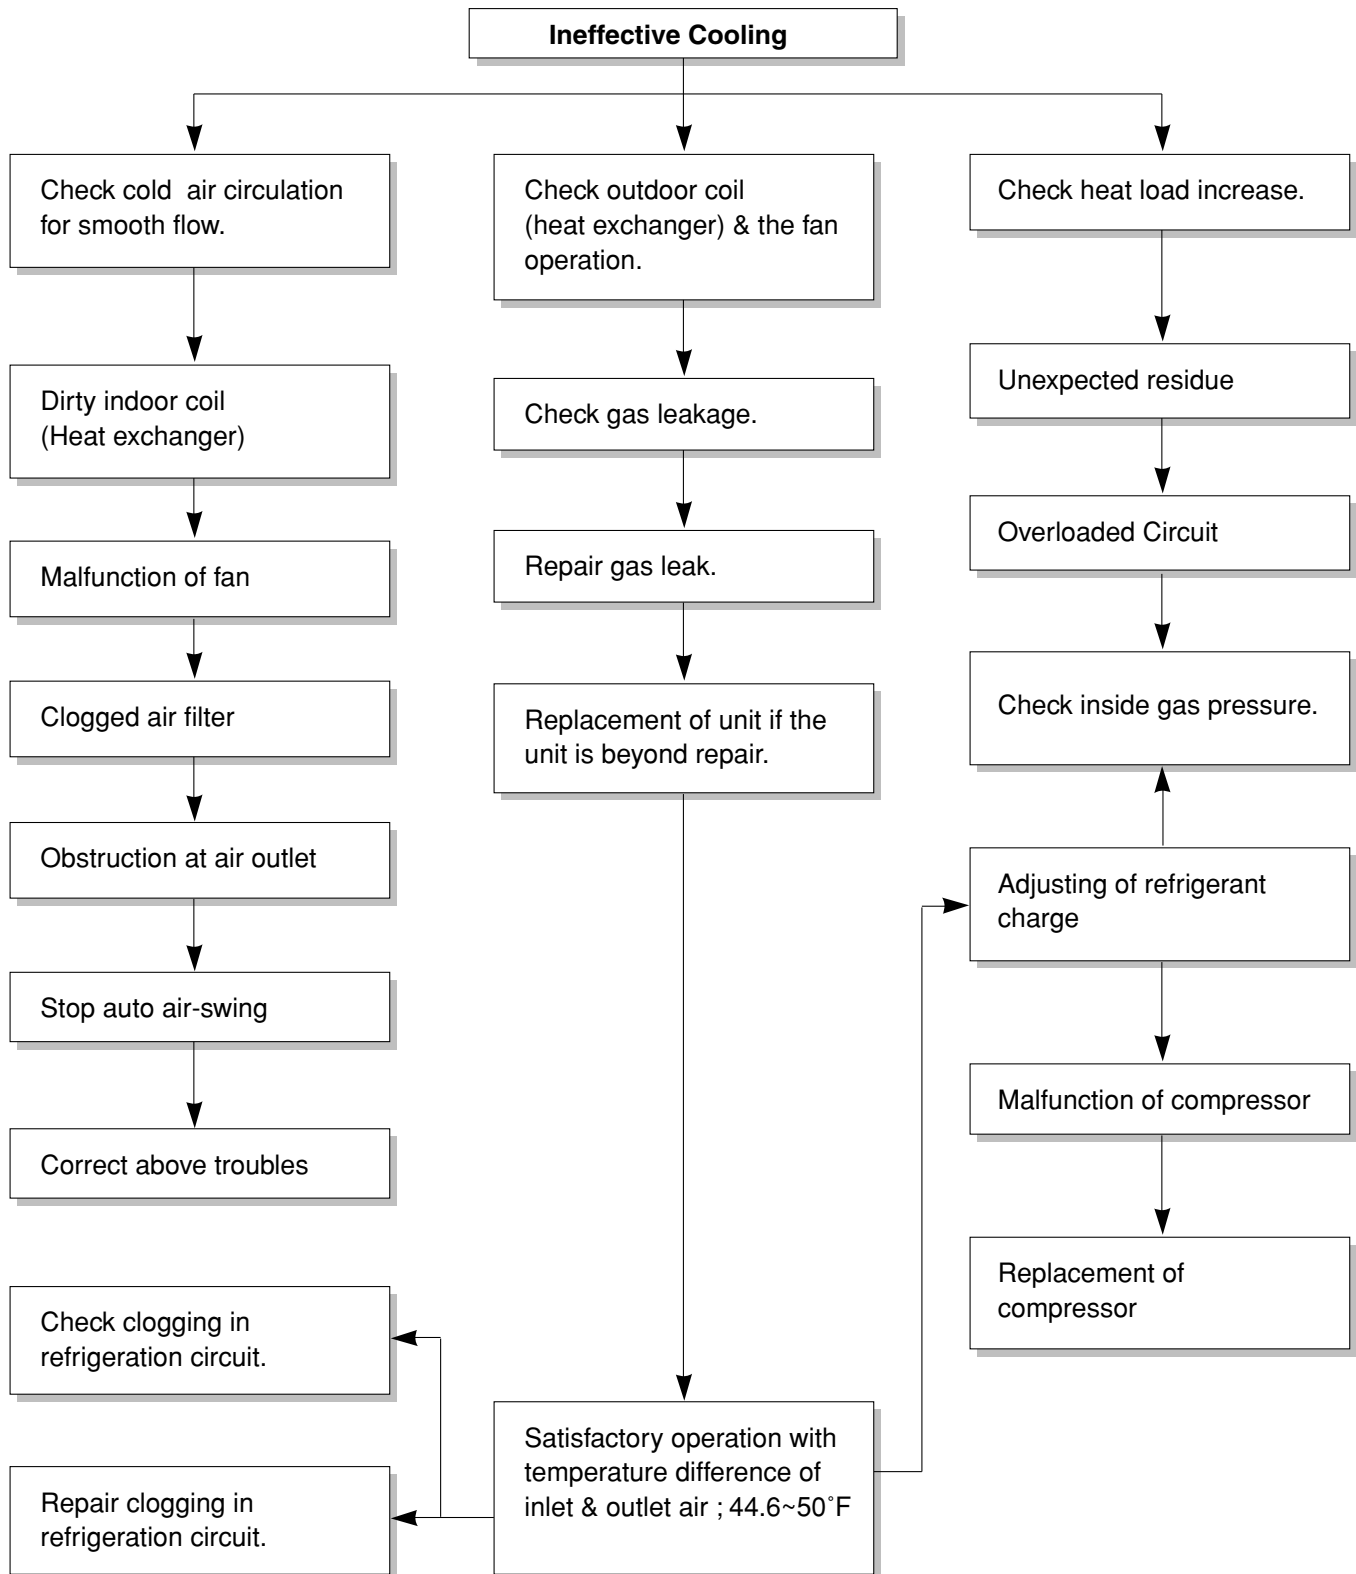 Ineffective Cooling
Check cold air circulation
for smooth flow.
Dirty indoor coil
(Heat exchanger)
Malfunction of fan
Clogged air filter
Obstruction at air outlet
Stop auto air-swing
Correct above troubles
Check clogging in
refrigeration circuit.
Repair clogging in
refrigeration circuit.
Check outdoor coil
(heat exchanger) & the fan
operation.
Check gas leakage.
Repair gas leak.
Replacement of unit if the
unit is beyond repair.
Satisfactory operation with
temperature difference of
inlet & outlet air ; 44.6~50˚F
Check heat load increase.
Unexpected residue
Overloaded Circuit
Check inside gas pressure.
Adjusting of refrigerant
charge
Malfunction of compressor
Replacement of
compressor